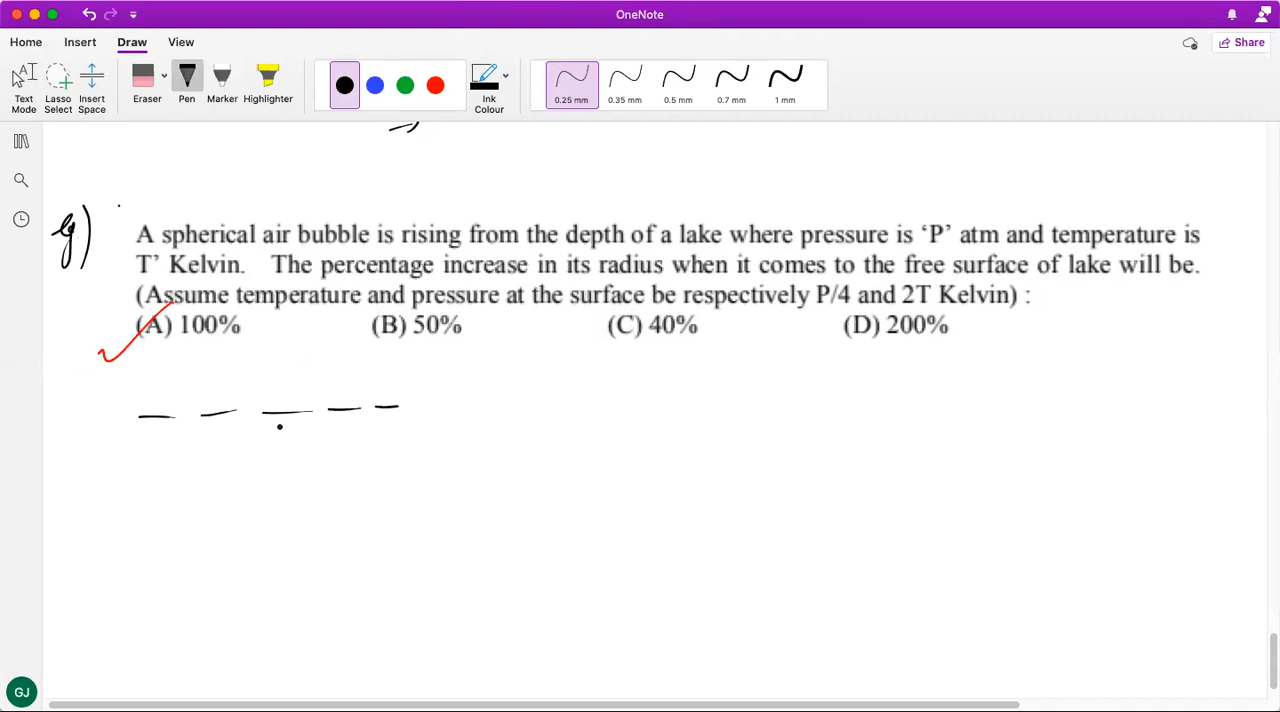 OneNote
Home Insert Draw View
Share
Text Mode
Lasso Select
Insert Space
Eraser
Pen
Marker
Highlighter
Ink Colour
0.25 mm
0.35 mm
0.5 mm
0.7 mm
1 mm
eg)
A spherical air bubble is rising from the depth of a lake where pressure is ‘P’ atm and temperature is
T’ Kelvin. The percentage increase in its radius when it comes to the free surface of lake will be.
(Assume temperature and pressure at the surface be respectively P/4 and 2T Kelvin) :
(A) 100% (B) 50% (C) 40% (D) 200%
GJ